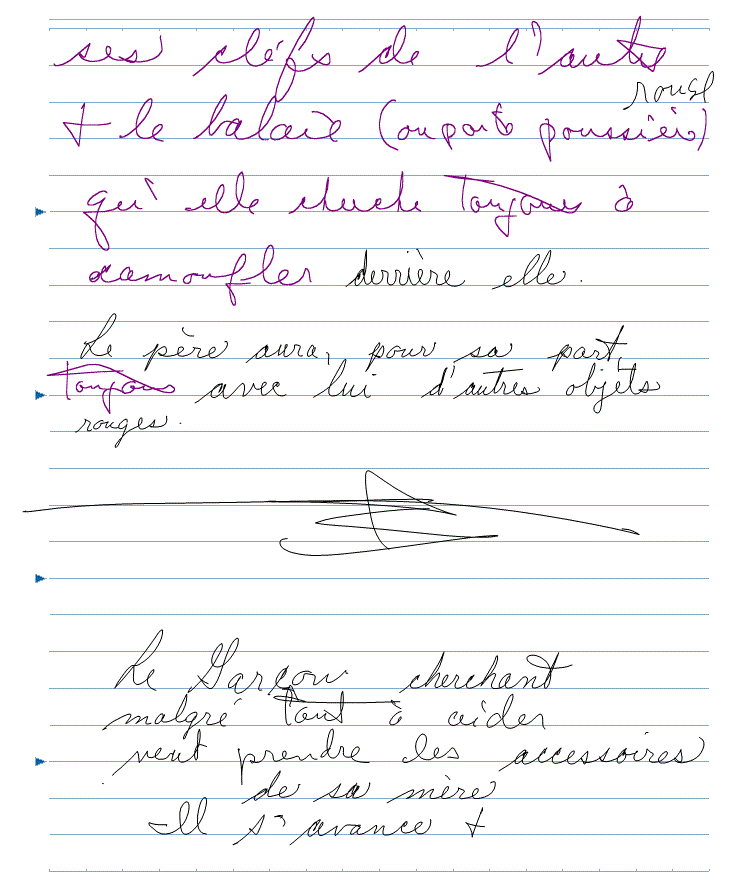 ses cléfs de l'autre
rouge
+ le balaie (ou porte poussière)
qu'elle cherche Toujours à
camoufler derrière elle.
Le père aura, pour sa part,
Toujours avec lui d'autres objets
rouges.
Le Garçon cherchant
malgré Tout à aider
veut prendre les accessoires
de sa mère
Il s'avance +